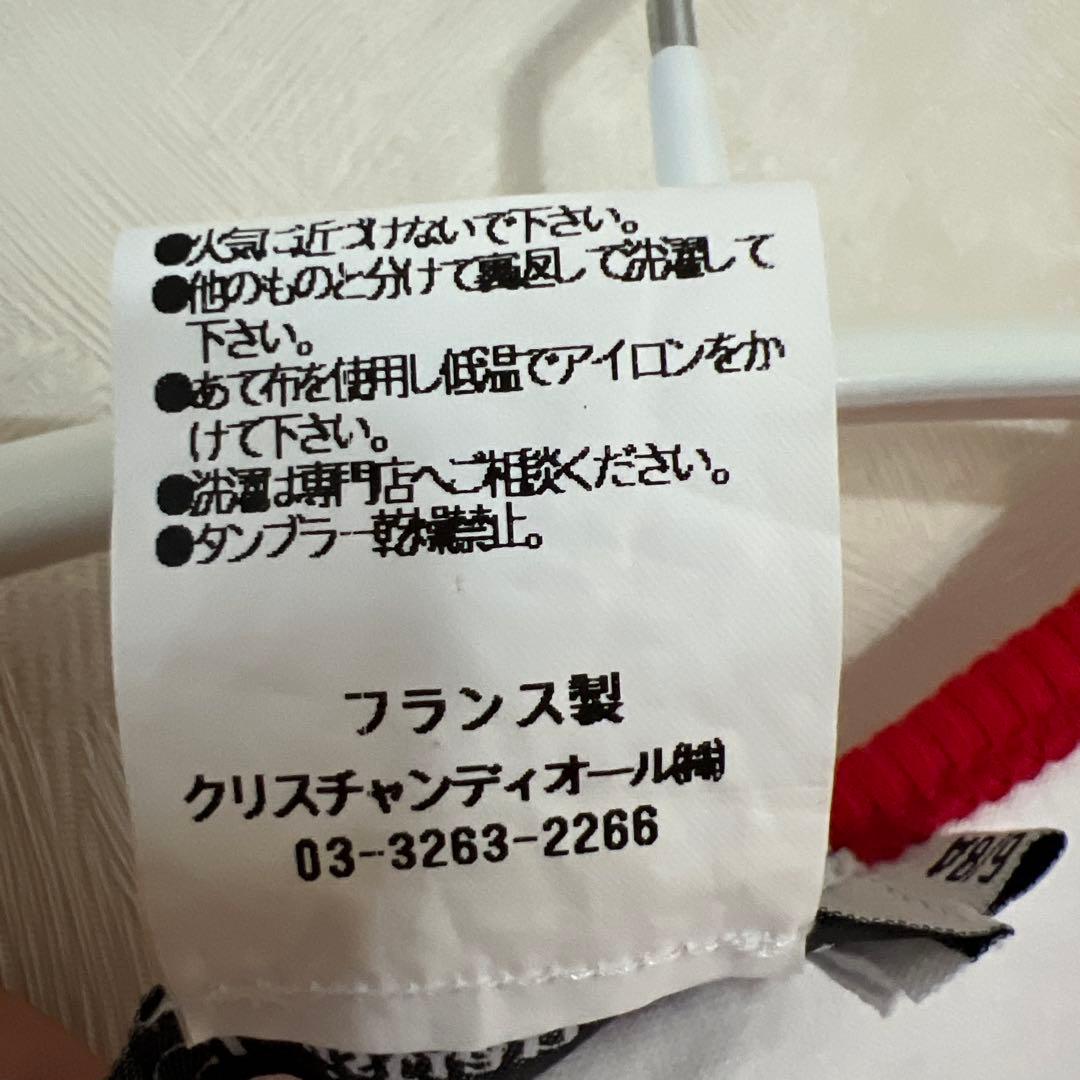 ●火気に近づけないで下さい。
●他のものと分けて裏返しで洗濯して
下さい。
●あて布を使用し低温でアイロンをか
けて下さい。
●洗濯は専門店へご相談ください。
●タンブラー乾燥禁止。
フランス製
クリスチャンディオール㈱
03-3263-2266